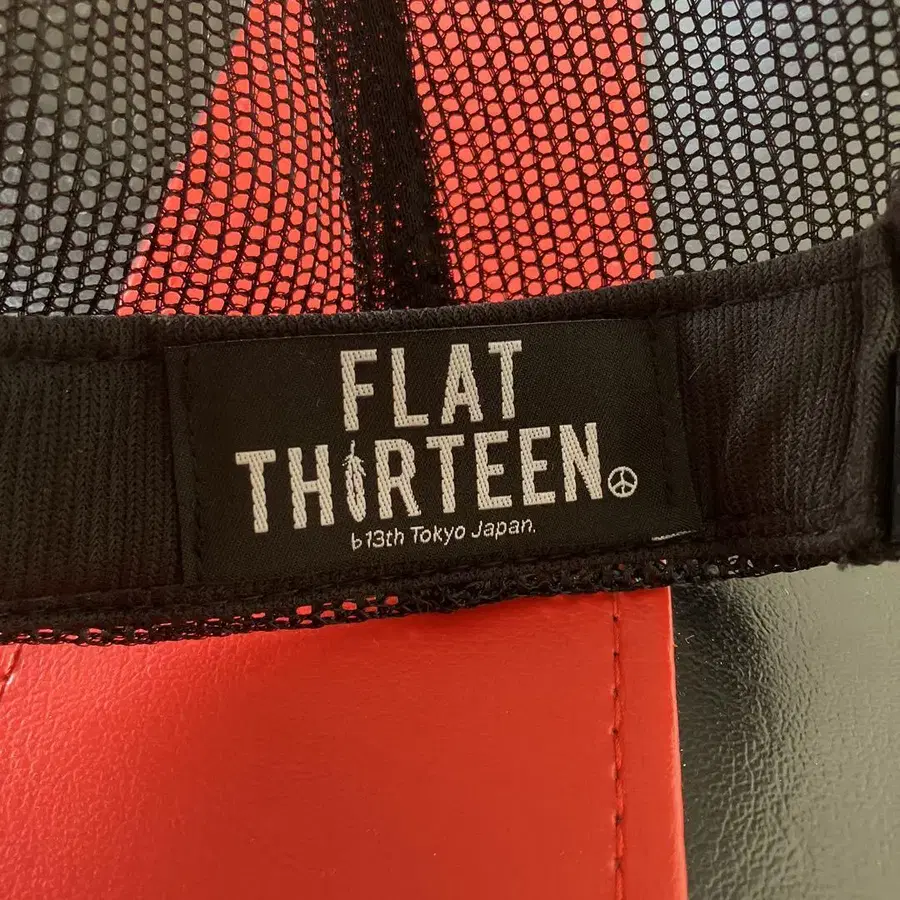 FLAT
THIRTEEN
♭13th Tokyo Japan.